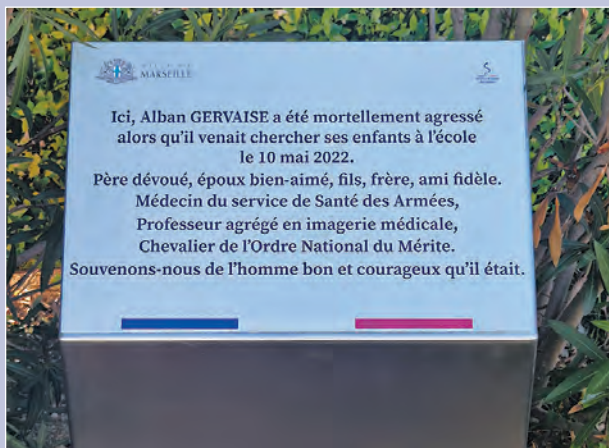 MARSEILLE
Ici, Alban GERVAISE a été mortellement agressé
alors qu'il venait chercher ses enfants à l'école
le 10 mai 2022.
Père dévoué, époux bien-aimé, fils, frère, ami fidèle.
Médecin du service de Santé des Armées,
Professeur agrégé en imagerie médicale,
Chevalier de l'Ordre National du Mérite.
Souvenons-nous de l'homme bon et courageux qu'il était.